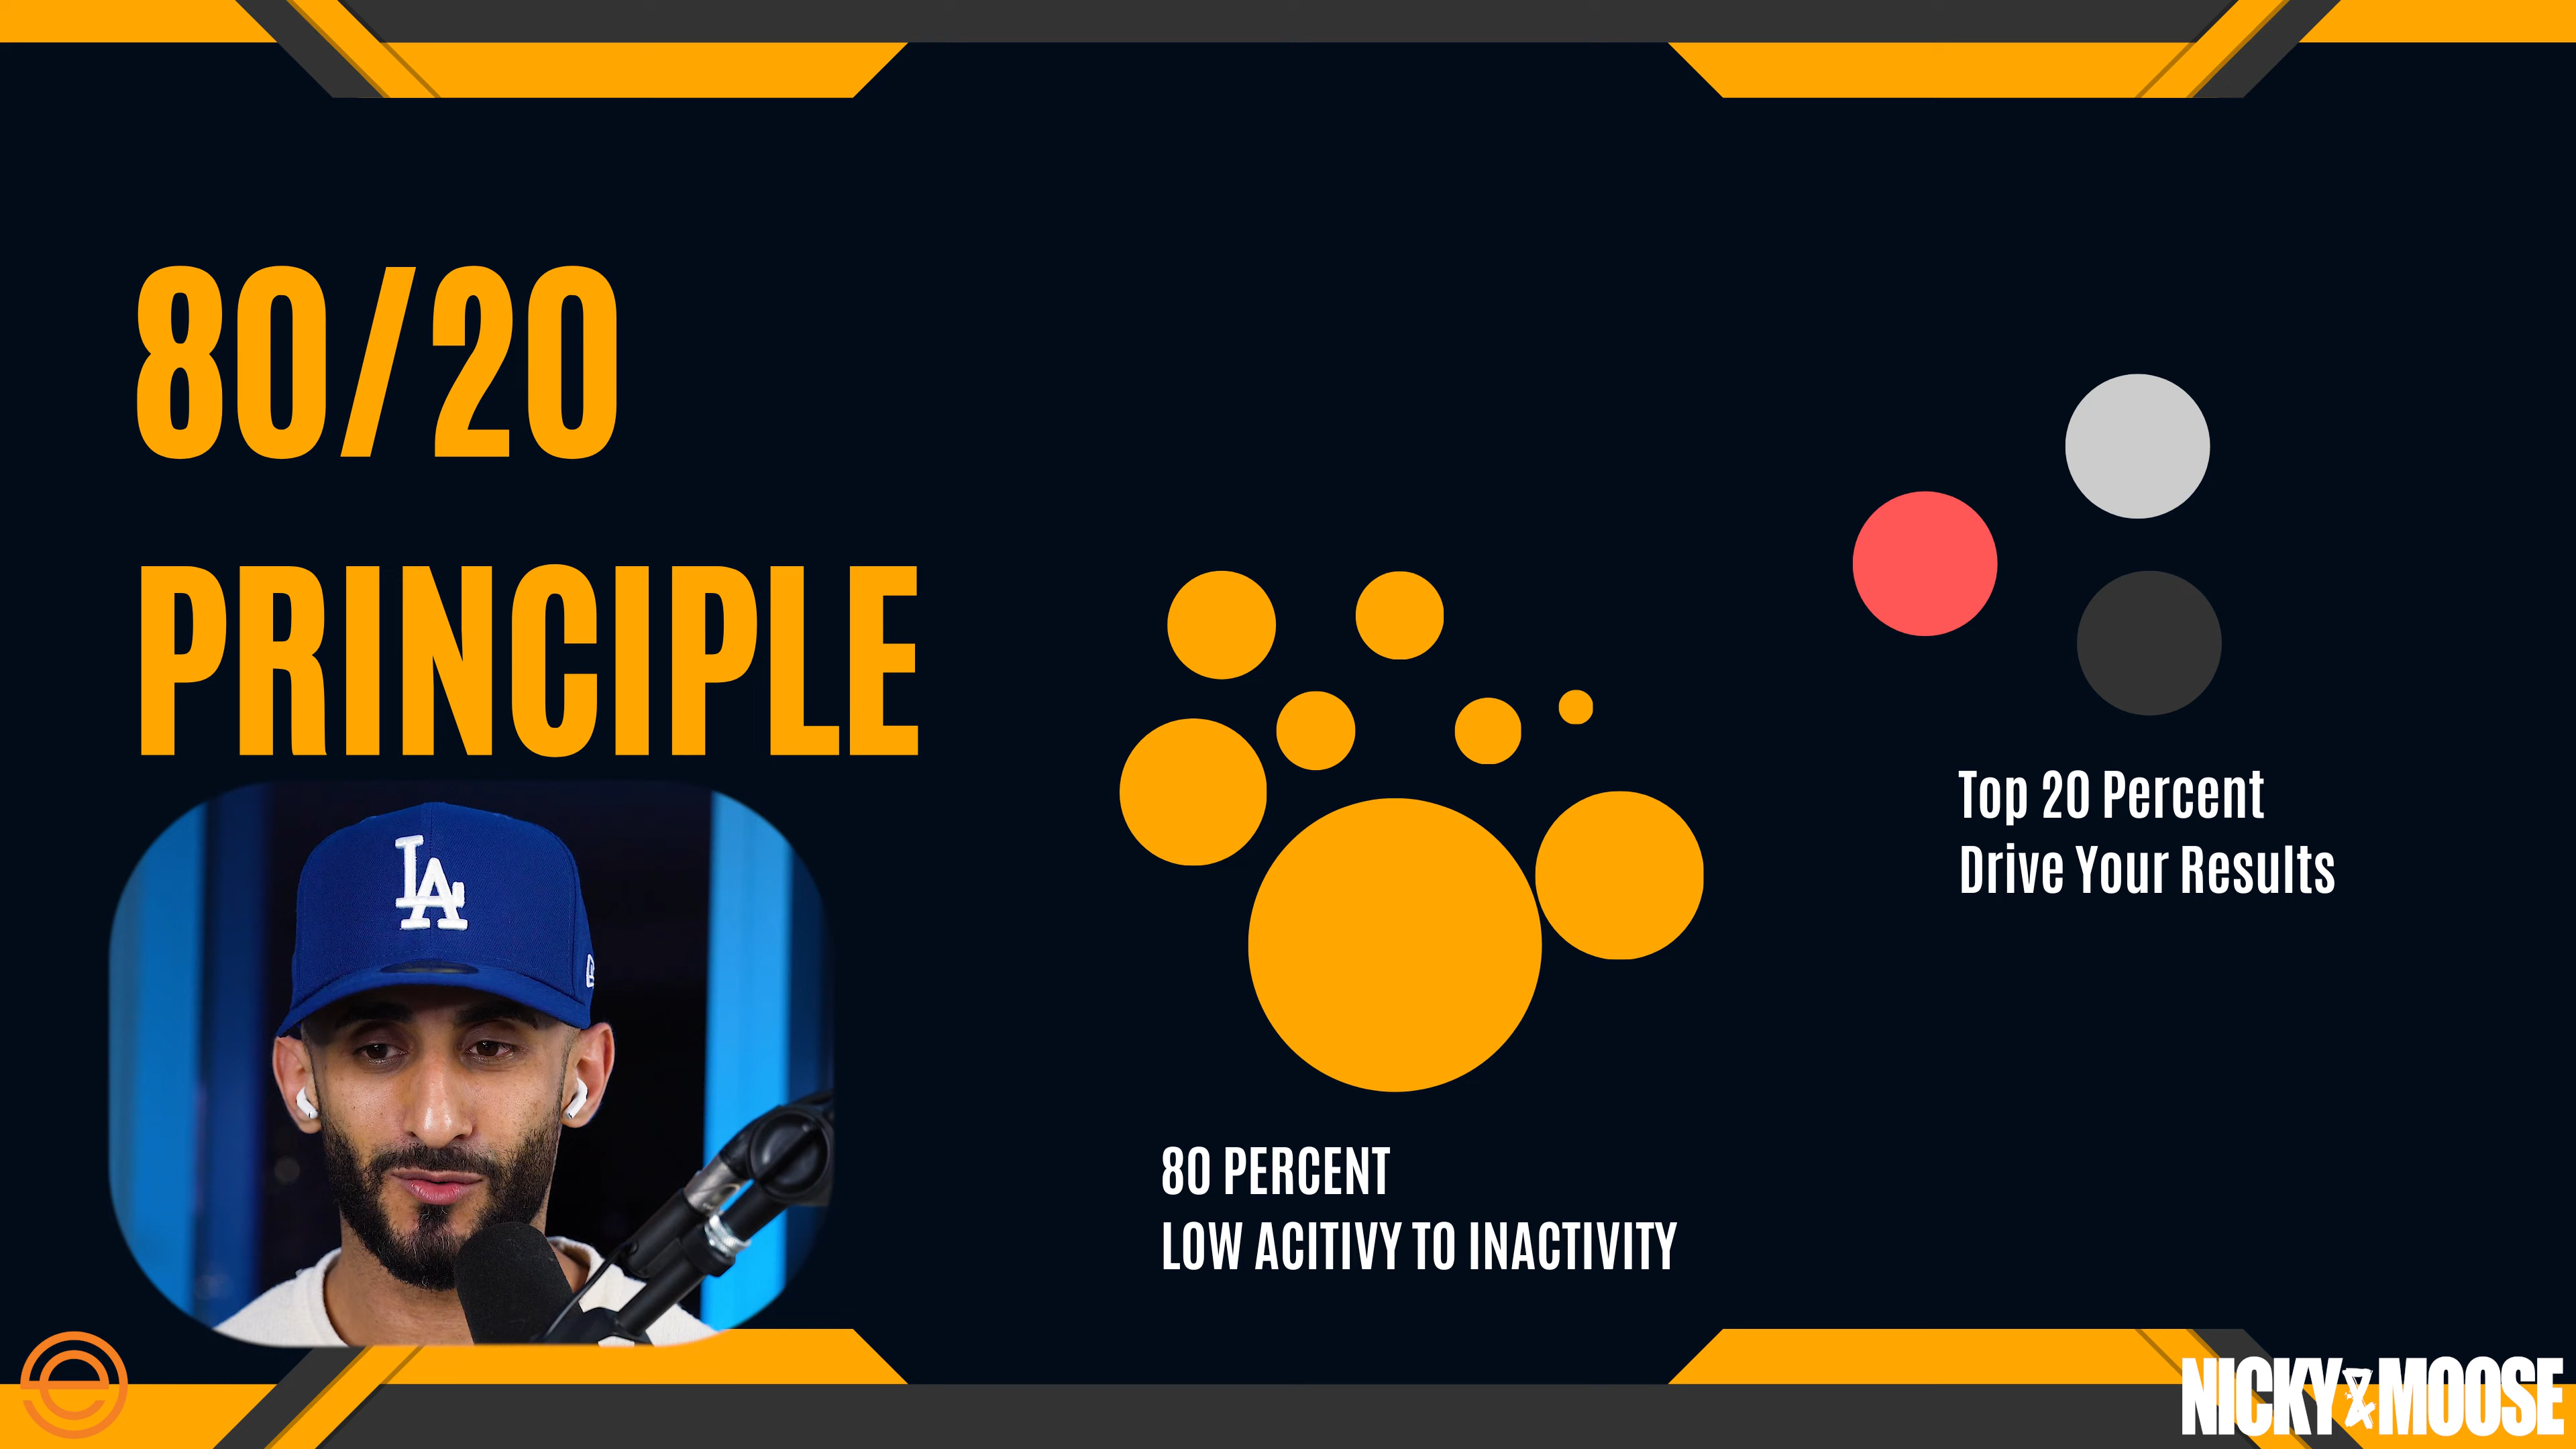 80/20
PRINCIPLE
LA
Top 20 Percent
Drive Your Results
80 PERCENT
LOW ACITIVY TO INACTIVITY
NICKY&MOOSE